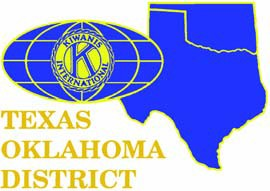 KIWANIS
K
INTERNATIONAL
TEXAS
OKLAHOMA
DISTRICT